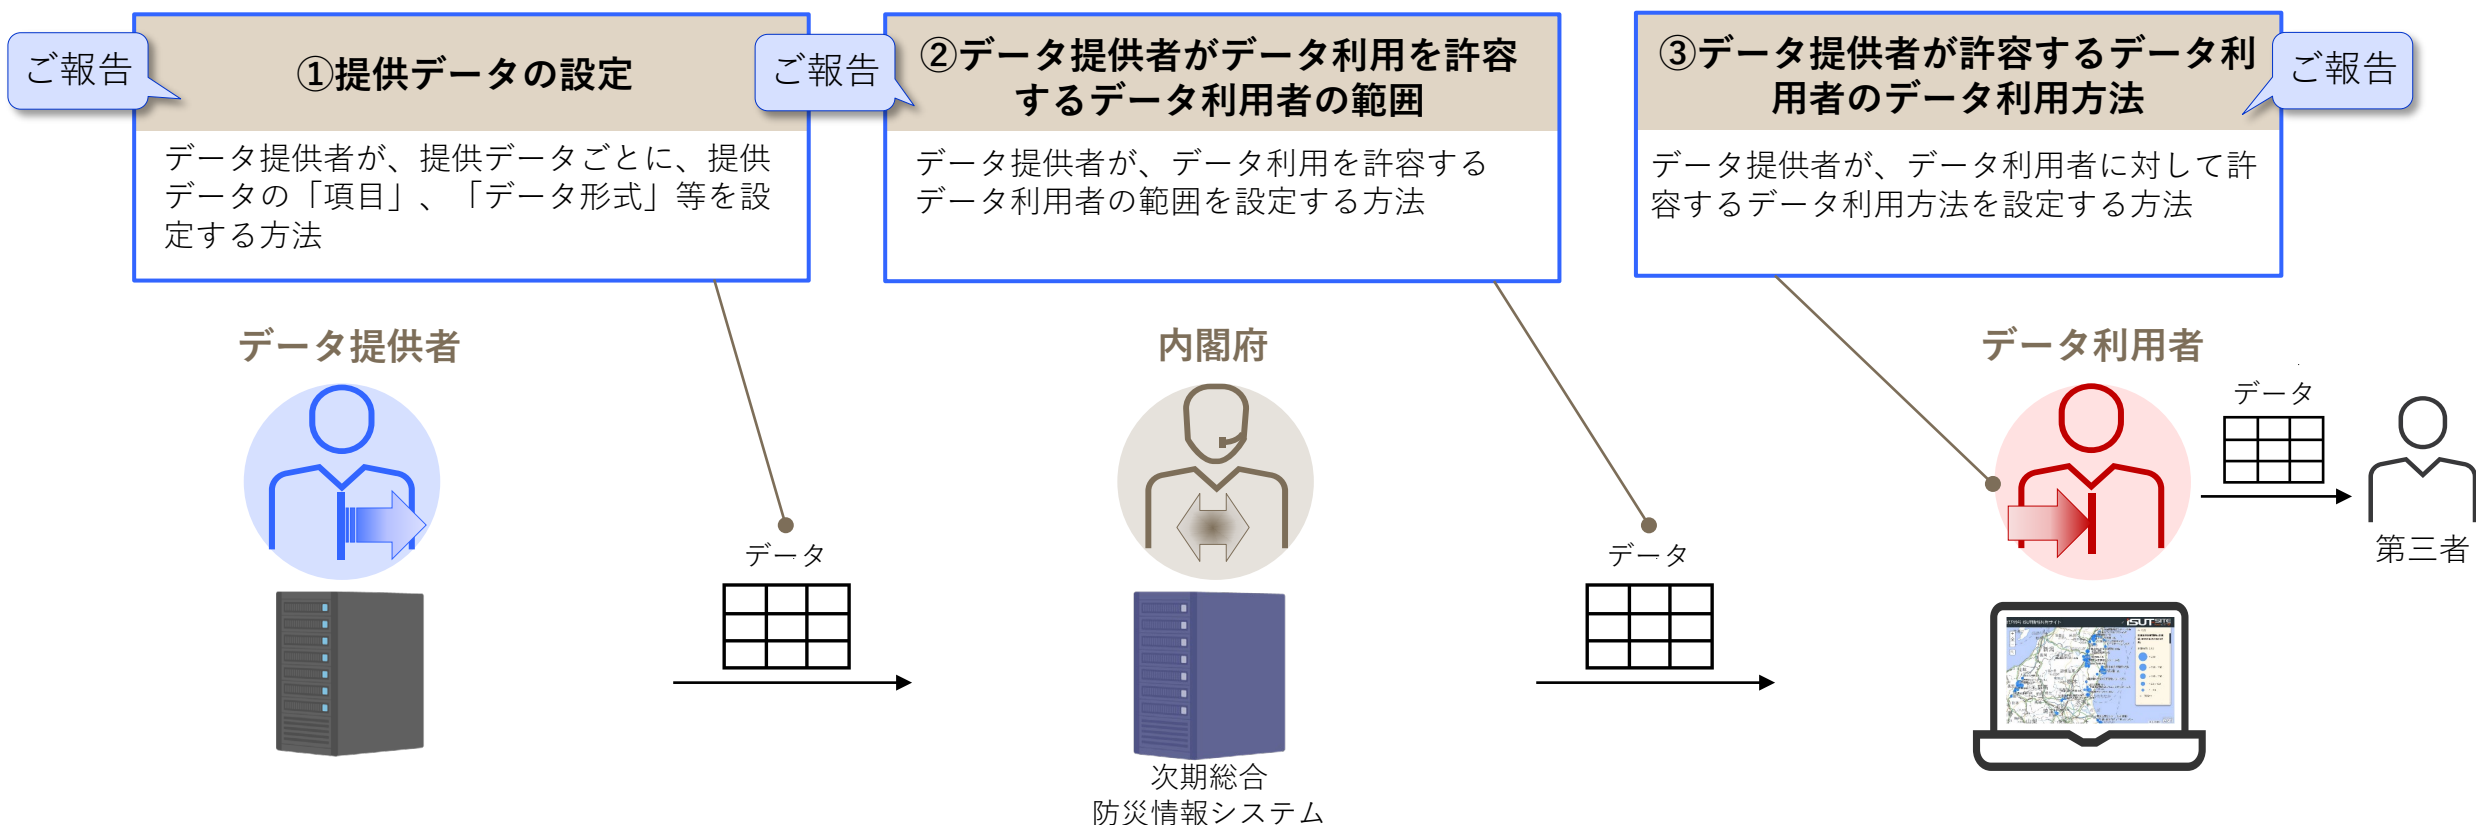 ご報告
①提供データの設定
データ提供者が、提供データごとに、提供
データの「項目」、「データ形式」等を設
定する方法
ご報告
②データ提供者がデータ利用を許容
するデータ利用者の範囲
データ提供者が、データ利用を許容する
データ利用者の範囲を設定する方法
③データ提供者が許容するデータ利
用者のデータ利用方法
ご報告
データ提供者が、データ利用者に対して許
容するデータ利用方法を設定する方法
データ提供者
内閣府
データ利用者
データ
データ
データ
第三者
次期総合
防災情報システム